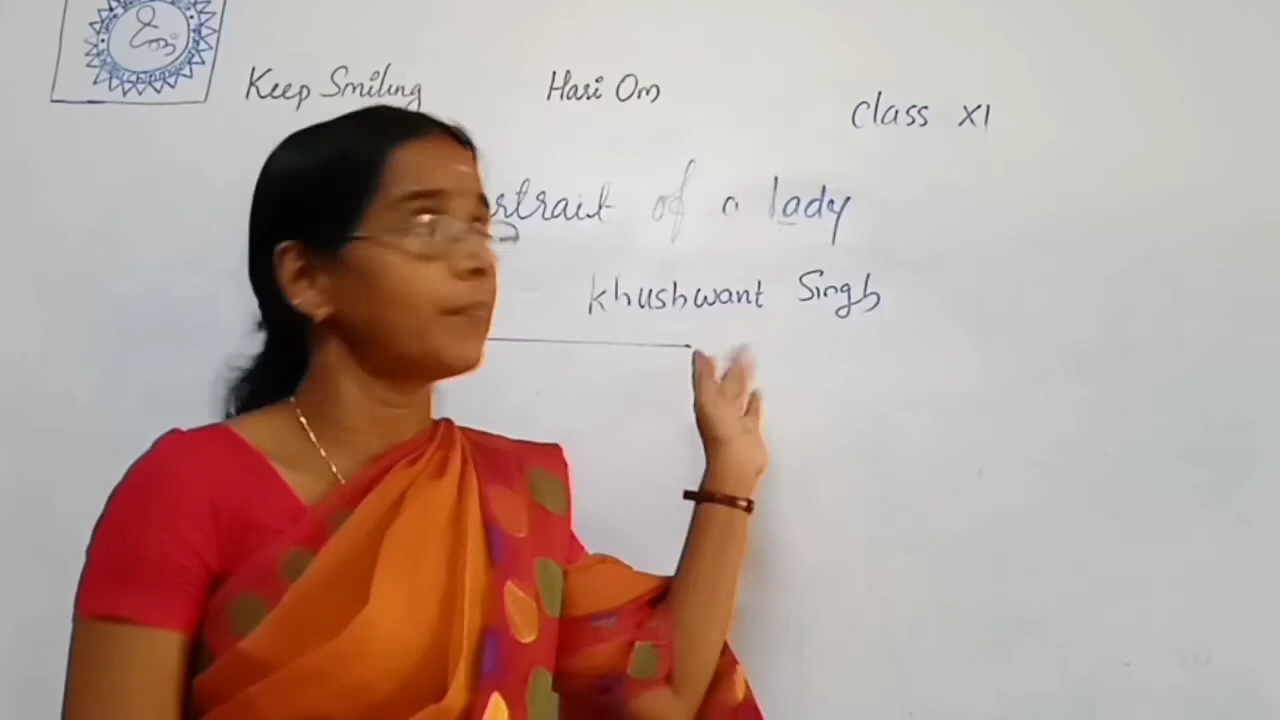 Keep Smiling Hari Om
Class XI
rtrait of a lady
Khushwant Singh